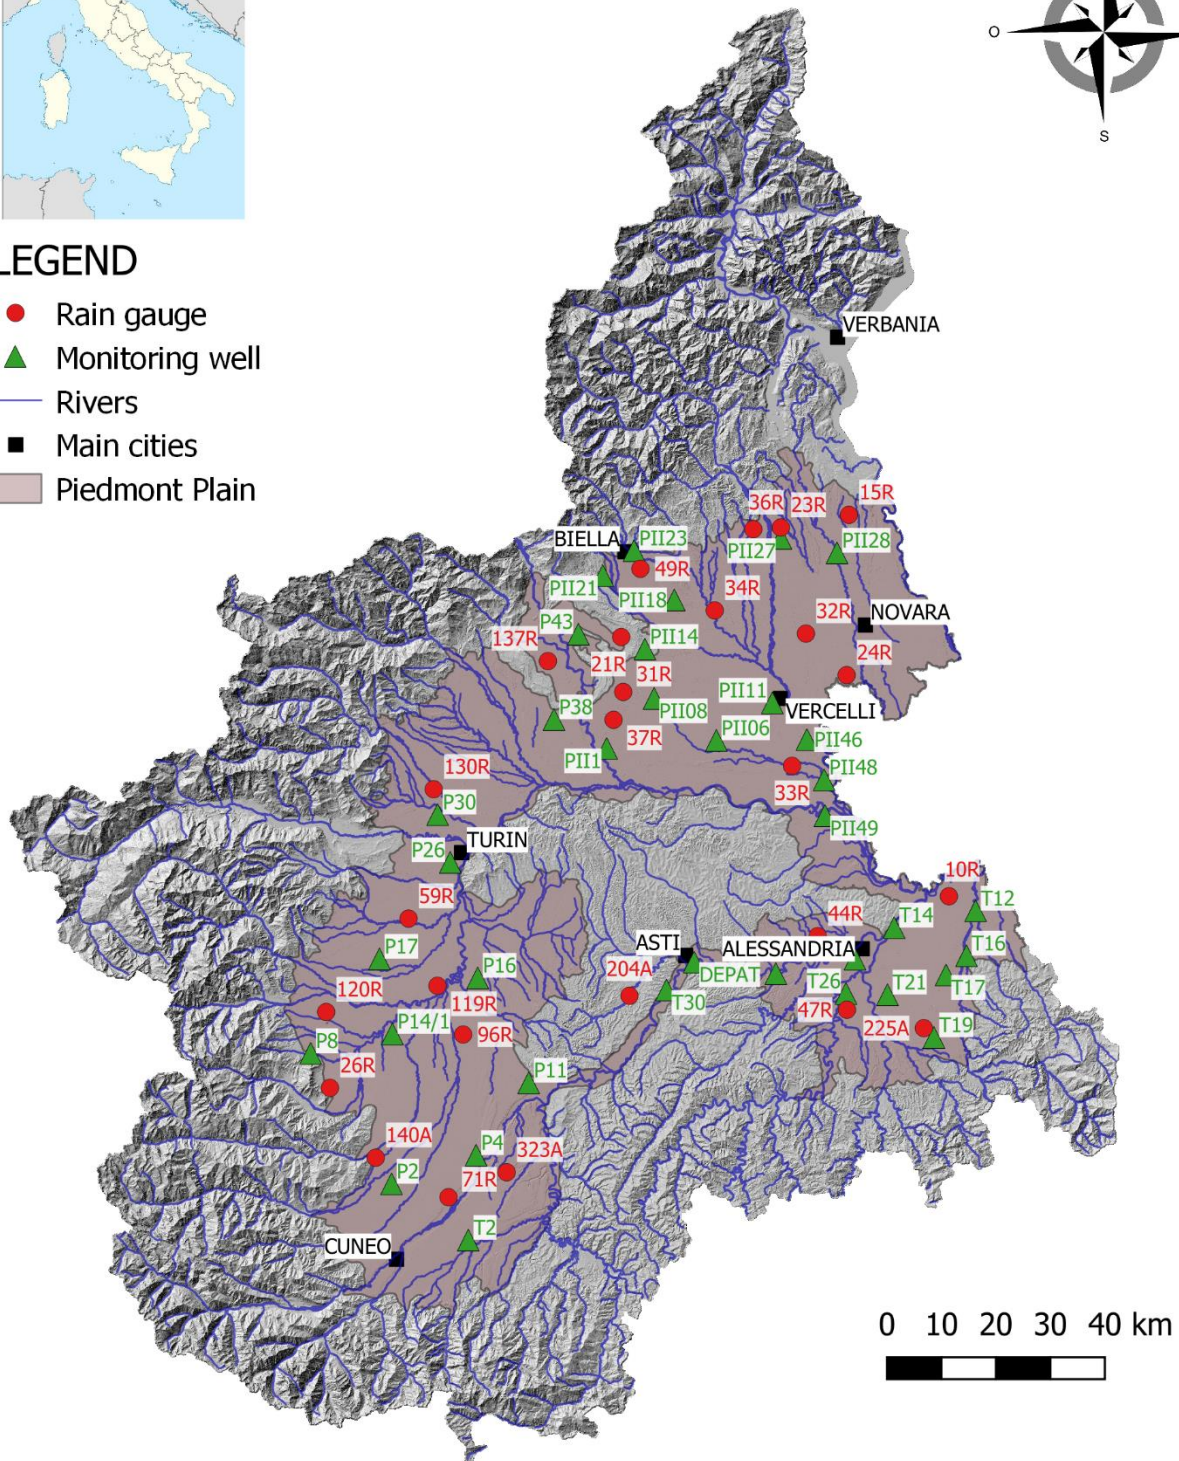 O
S
LEGEND
Rain gauge
Monitoring well
Rivers
Main cities
Piedmont Plain
VERBANIA
36R
23R
15R
BIELLA
PII23
PII27
PII28
49R
PII21
PII18
34R
P43
32R
NOVARA
137R
PII14
21R
31R
24R
PII11
P38
PII08
VERCELLI
37R
PII06
PII46
PII1
130R
PII48
33R
P30
PII49
TURIN
P26
10R
59R
T12
44R
T14
ASTI
ALESSANDRIA
T16
P17
204A
DEPAT
P16
T26
T21
T17
120R
119R
T30
47R
P14/1
96R
225A
T19
P8
26R
P11
140A
P4
323A
P2
71R
T2
CUNEO
0 10 20 30 40 km